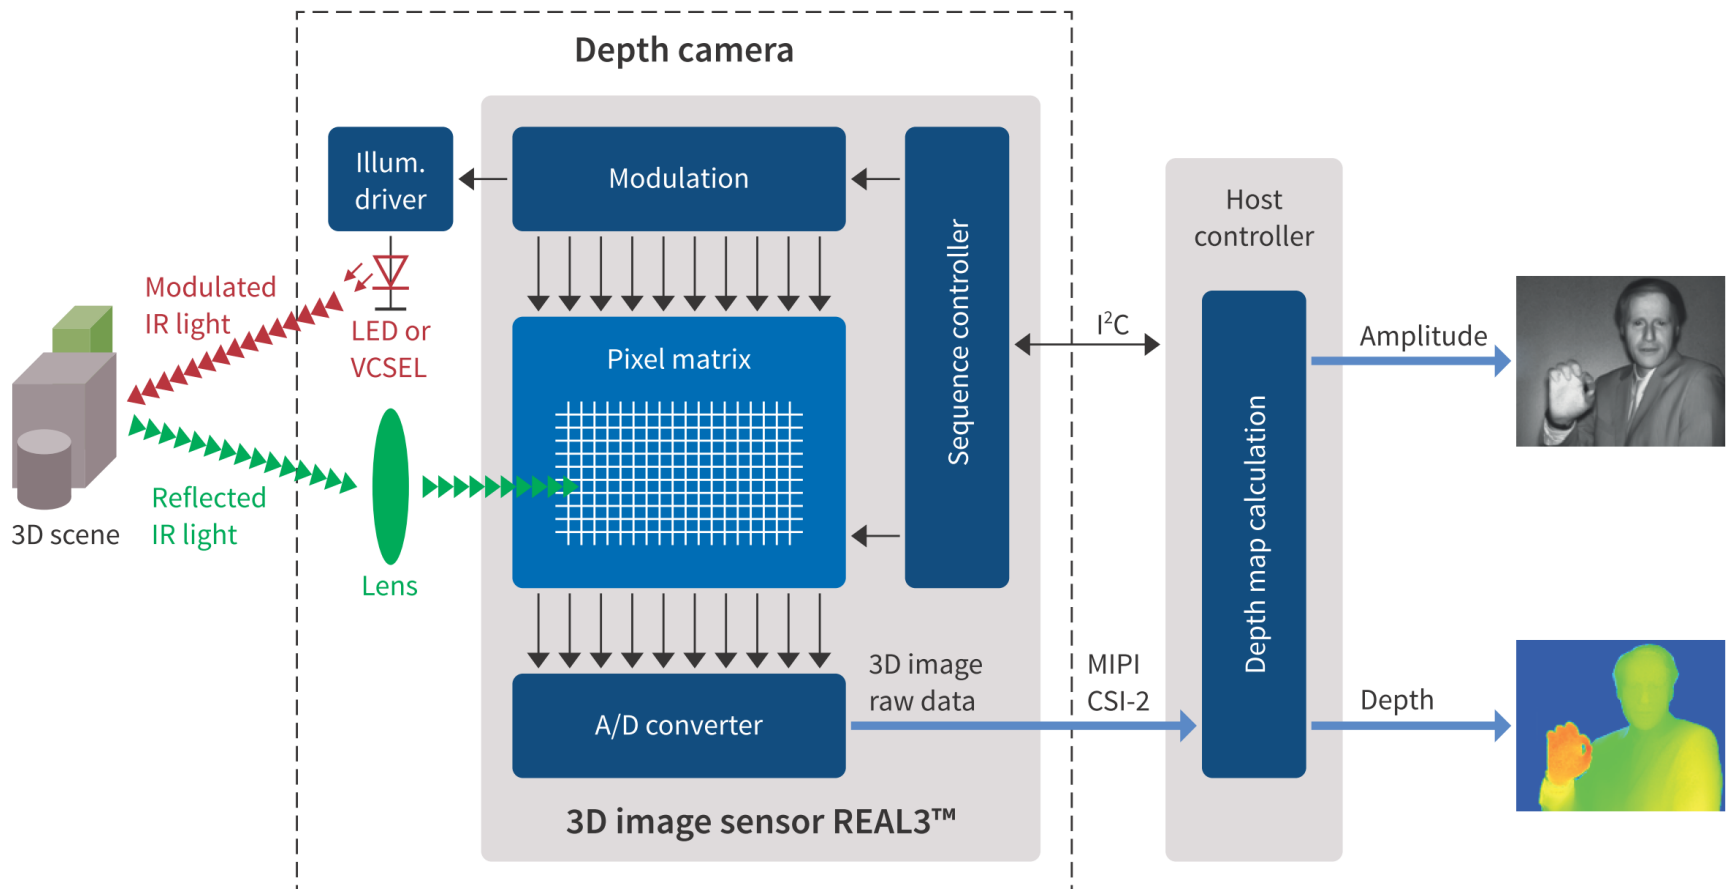 Depth camera
Illum.
driver
Modulation
Sequence controller
Host
controller
Modulated
IR light
LED or
VCSEL
Pixel matrix
I²C
Amplitude
Depth map calculation
Reflected
IR light
3D scene
Lens
3D image
raw data
MIPI
CSI-2
A/D converter
Depth
3D image sensor REAL3™